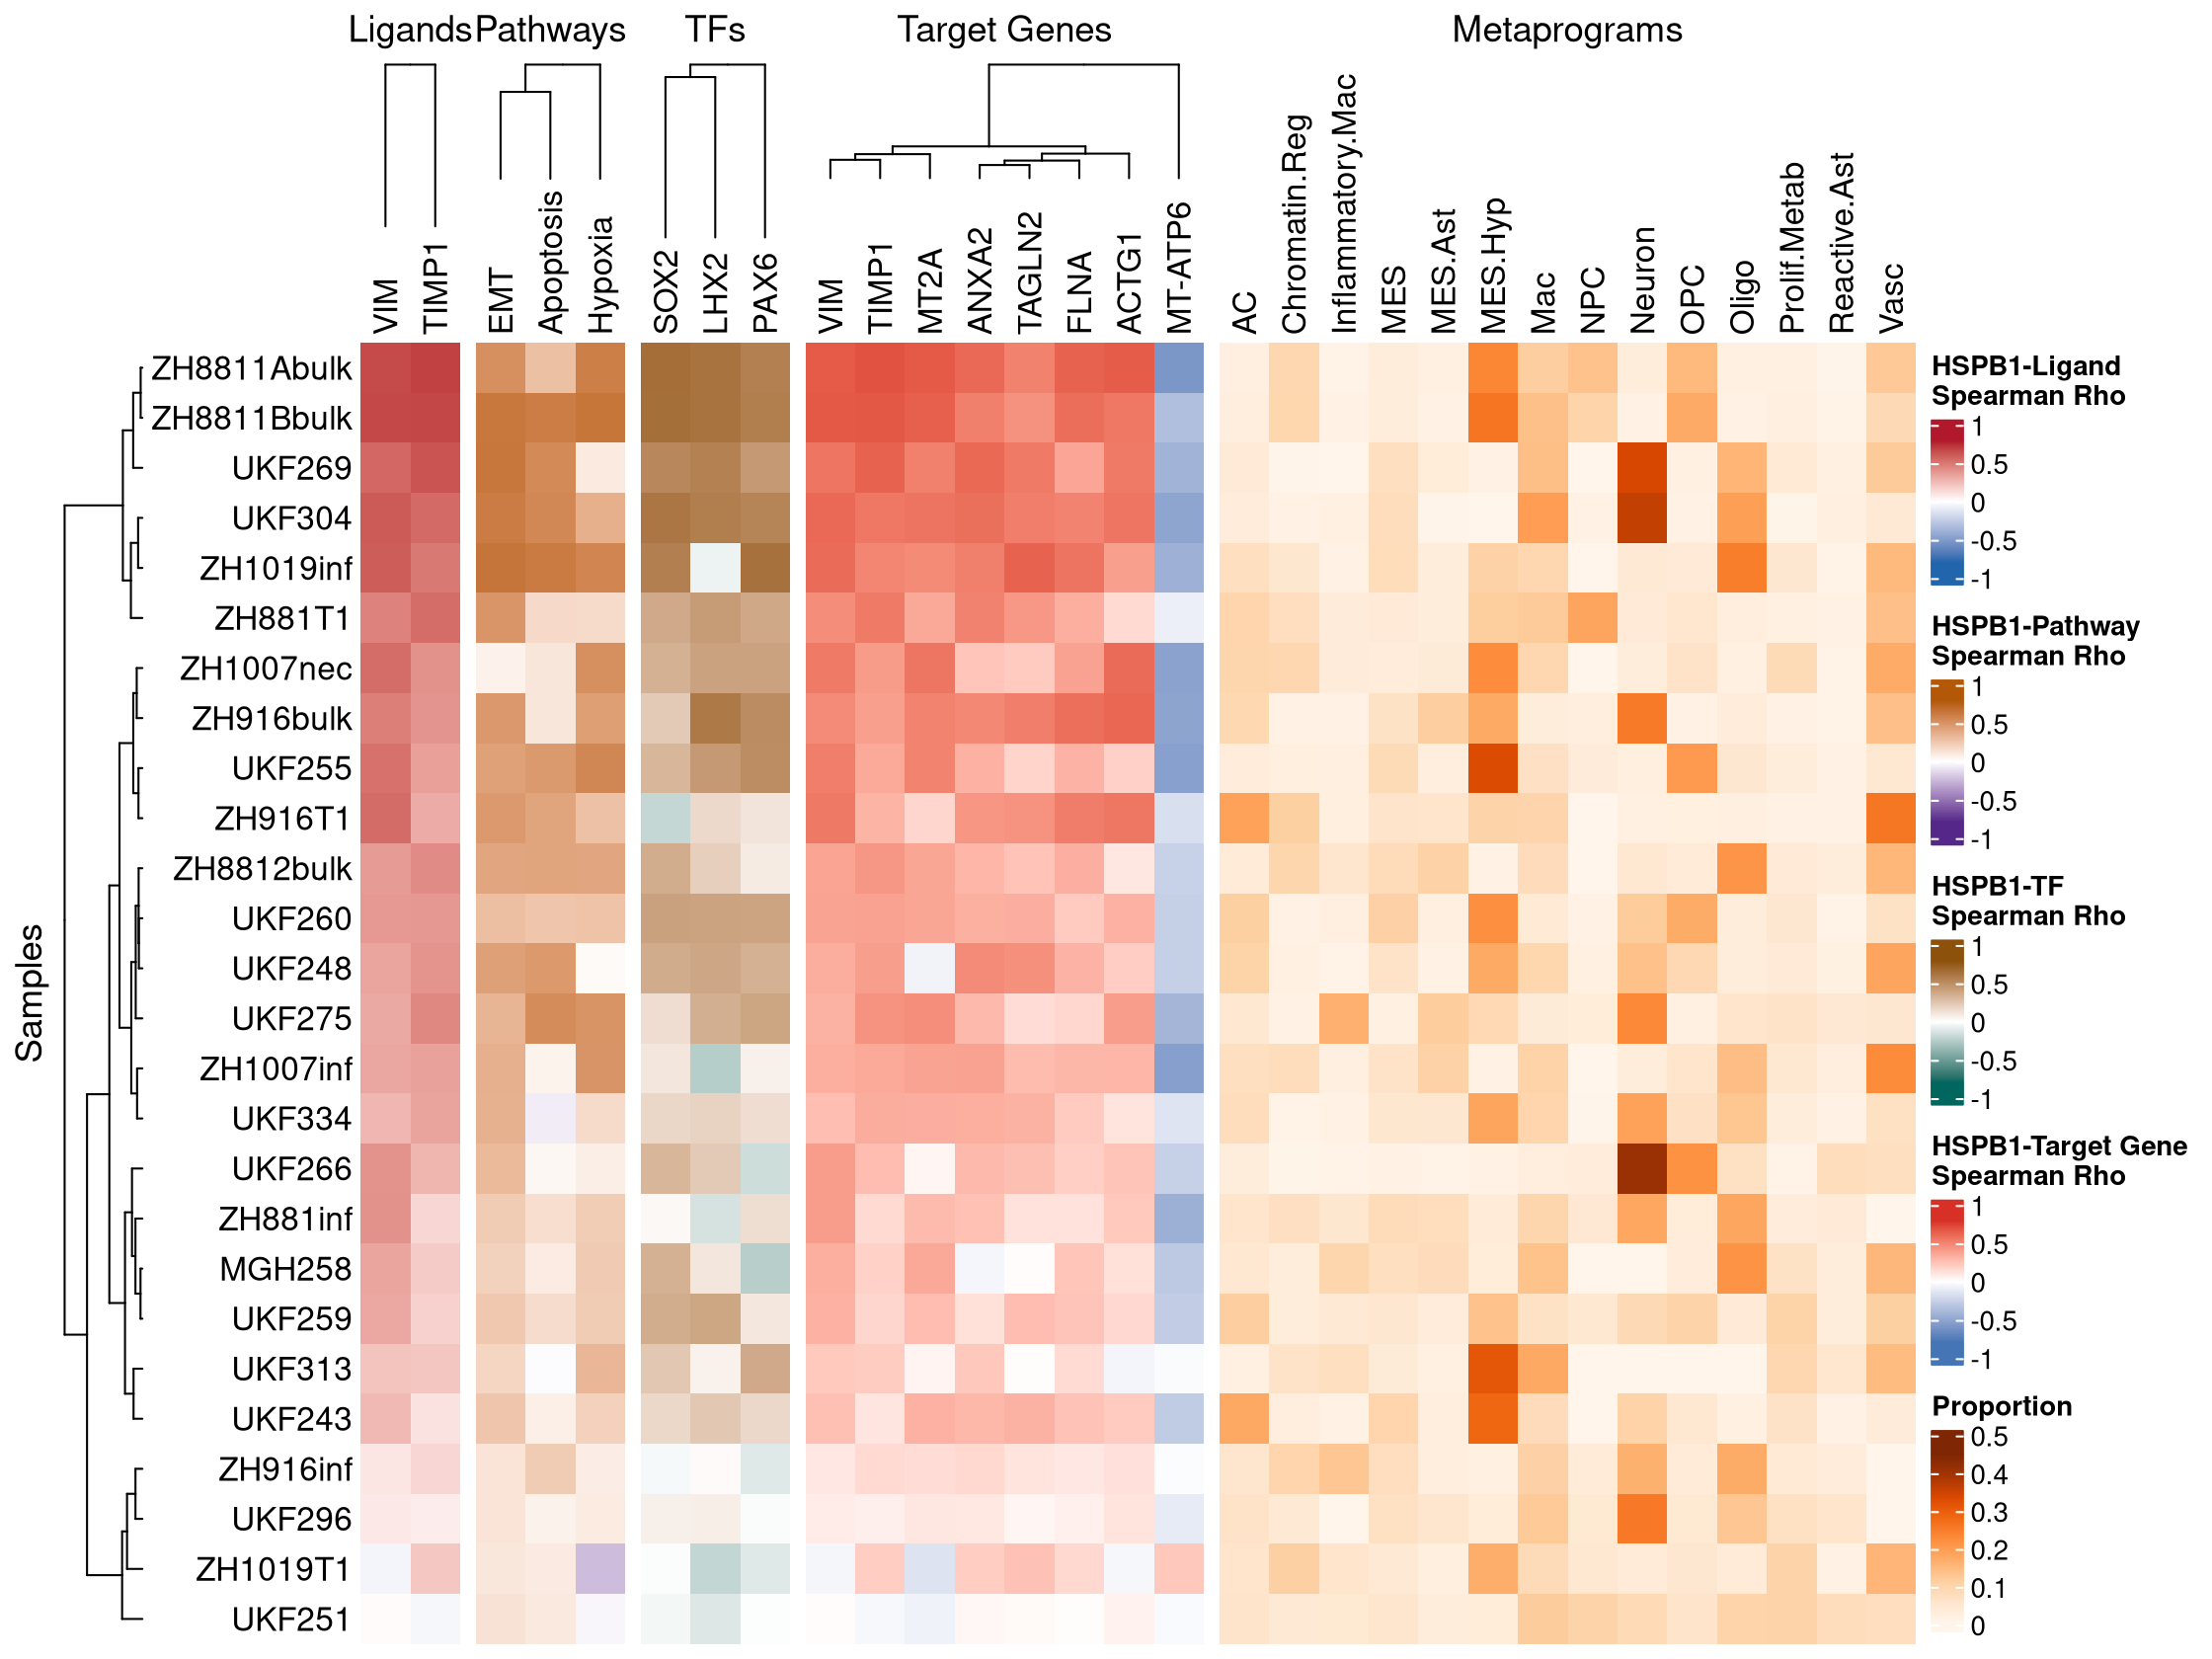 Ligands Pathways TFs Target Genes Metaprograms
VIM TIMP1 EMT Apoptosis Hypoxia SOX2 LHX2 PAX6 VIM TIMP1 MT2A ANXA2 TAGLN2 FLNA ACTG1 MT-ATP6 AC Chromatin.Reg Inflammatory.Mac MES MES.Ast MES.Hyp Mac NPC Neuron OPC Oligo Prolif.Metab Reactive.Ast Vasc
Samples
ZH8811Abulk
ZH8811Bbulk
UKF269
UKF304
ZH1019inf
ZH881T1
ZH1007nec
ZH916bulk
UKF255
ZH916T1
ZH8812bulk
UKF260
UKF248
UKF275
ZH1007inf
UKF334
UKF266
ZH881inf
MGH258
UKF259
UKF313
UKF243
ZH916inf
UKF296
ZH1019T1
UKF251
HSPB1-Ligand
Spearman Rho
1
0.5
0
-0.5
-1
HSPB1-Pathway
Spearman Rho
1
0.5
0
-0.5
-1
HSPB1-TF
Spearman Rho
1
0.5
0
-0.5
-1
HSPB1-Target Gene
Spearman Rho
1
0.5
0
-0.5
-1
Proportion
0.5
0.4
0.3
0.2
0.1
0